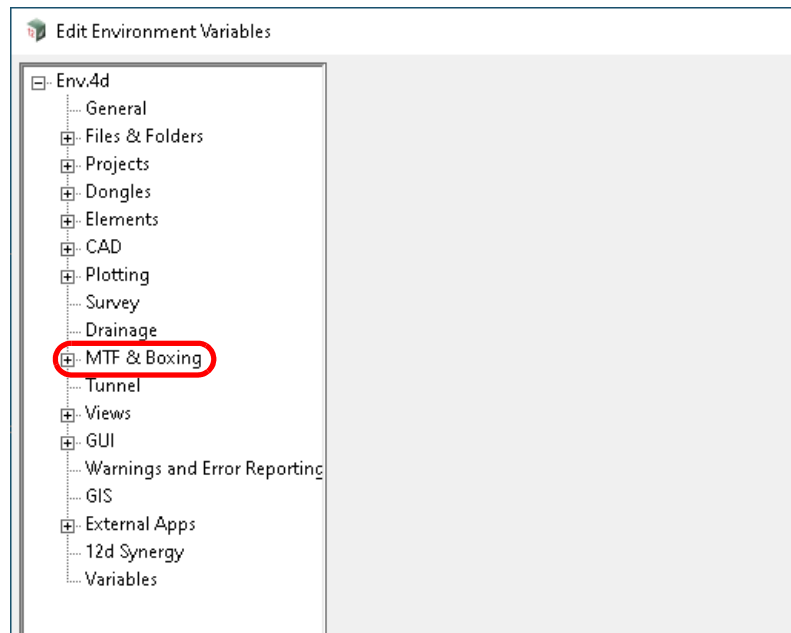 Edit Environment Variables
Env.4d
General
Files & Folders
Projects
Dongles
Elements
CAD
Plotting
Survey
Drainage
MTF & Boxing
Tunnel
Views
GUI
Warnings and Error Reporting
GIS
External Apps
12d Synergy
Variables